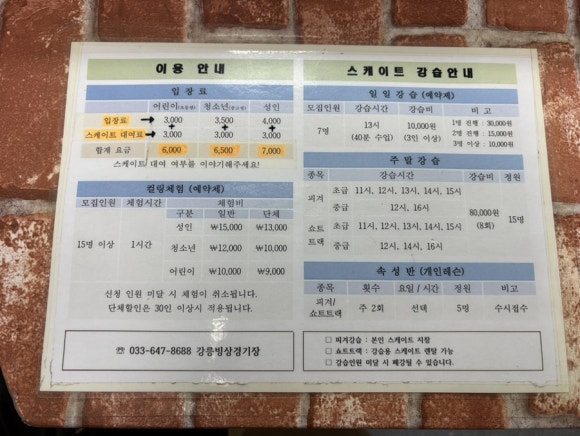 이용 안내
입 장 료
어린이(초등생) 청소년(중고생) 성인
입장료 3,000 3,500 4,000
+ + +
스케이트 대여료 3,000 3,000 3,000
합계 요금 6,000 6,500 7,000
스케이트 대여 여부를 이야기해주세요!
컬링체험 (예약제)
모집인원 체험시간 체험비
구분 일반 단체
15명 이상 1시간
성인 ₩15,000 ₩13,000
청소년 ₩12,000 ₩10,000
어린이 ₩10,000 ₩9,000
신청 인원 미달 시 체험이 취소됩니다.
단체할인은 30인 이상시 적용됩니다.
☏ 033-647-8688 강릉빙상경기장
스케이트 강습안내
일 일 강 습 (예약제)
모집인원 강습시간 강습비 비 고
7명 13시 (40분 수업) 10,000원 (3인 이상)
1명 진행 : 30,000원
2명 진행 : 15,000원
3명 이상 : 10,000원
주 말 강 습
종목 강습시간 강습비 정원
피겨 초급 11시, 12시, 13시, 14시, 15시
중급 12시, 16시
쇼트트랙 초급 11시, 12시, 13시, 14시, 15시
중급 12시, 14시, 16시
80,000원 (8회) 15명
속 성 반 (개인레슨)
종목 횟수 요일 / 시간 정원 비고
피겨/쇼트트랙 주 2회 선택 5명 수시접수
□ 피겨강습 : 본인 스케이트 지참
□ 쇼트트랙 : 강습용 스케이트 렌탈 가능
□ 강습인원 미달 시 폐강될 수 있습니다.